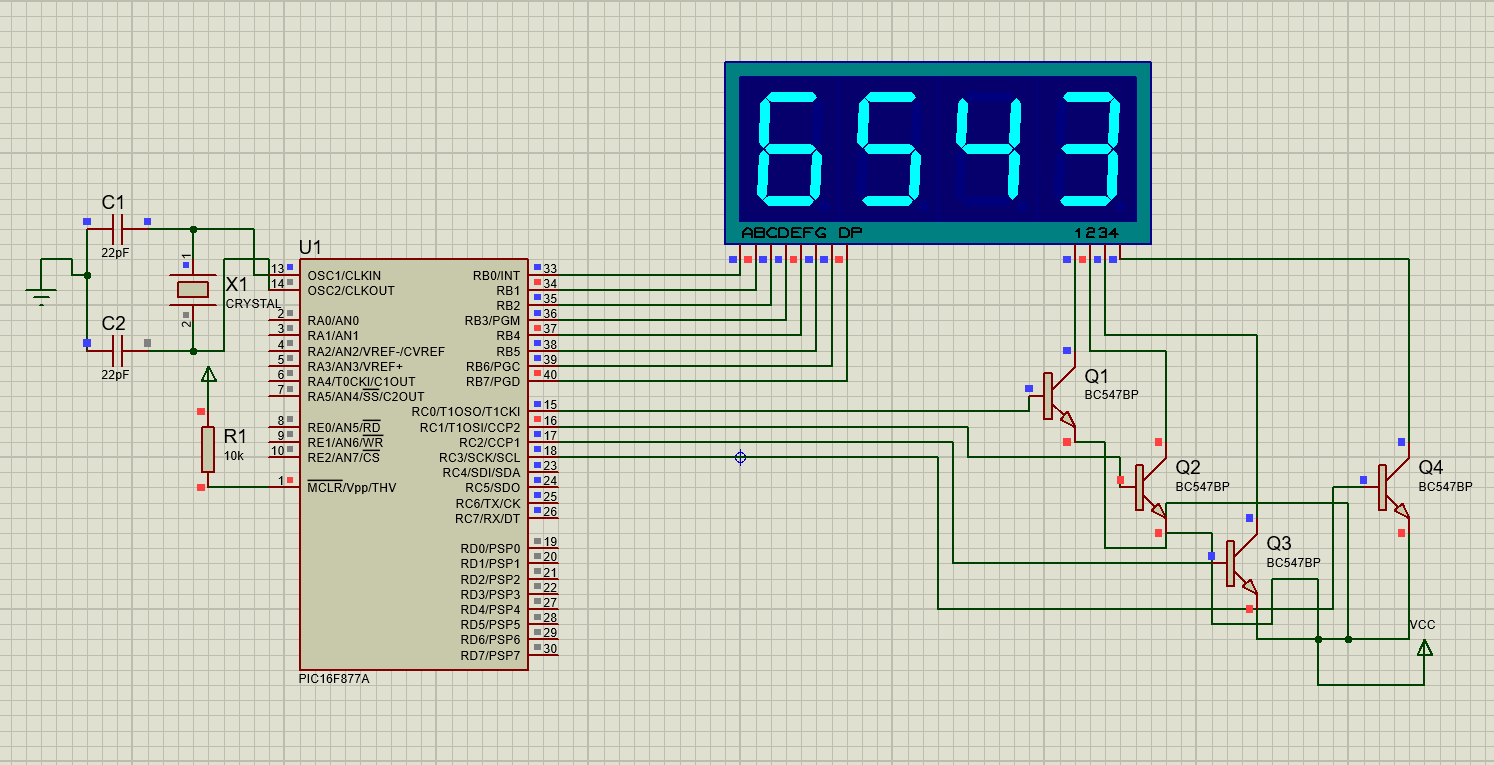 6543
ABCDEFG DP
1234
C1
22pF
1
X1
CRYSTAL
2
C2
22pF
R1
10k
U1
13 OSC1/CLKIN RB0/INT 33
14 OSC2/CLKOUT RB1 34
RB2 35
2 RA0/AN0 RB3/PGM 36
3 RA1/AN1 RB4 37
4 RA2/AN2/VREF-/CVREF RB5 38
5 RA3/AN3/VREF+ RB6/PGC 39
6 RA4/T0CKI/C1OUT RB7/PGD 40
7 RA5/AN4/SS/C2OUT
RC0/T1OSO/T1CKI 15
8 RE0/AN5/RD RC1/T1OSI/CCP2 16
9 RE1/AN6/WR RC2/CCP1 17
10 RE2/AN7/CS RC3/SCK/SCL 18
RC4/SDI/SDA 23
1 MCLR/Vpp/THV RC5/SDO 24
RC6/TX/CK 25
RC7/RX/DT 26
RD0/PSP0 19
RD1/PSP1 20
RD2/PSP2 21
RD3/PSP3 22
RD4/PSP4 27
RD5/PSP5 28
RD6/PSP6 29
RD7/PSP7 30
PIC16F877A
Q1
BC547BP
Q2
BC547BP
Q3
BC547BP
Q4
BC547BP
VCC